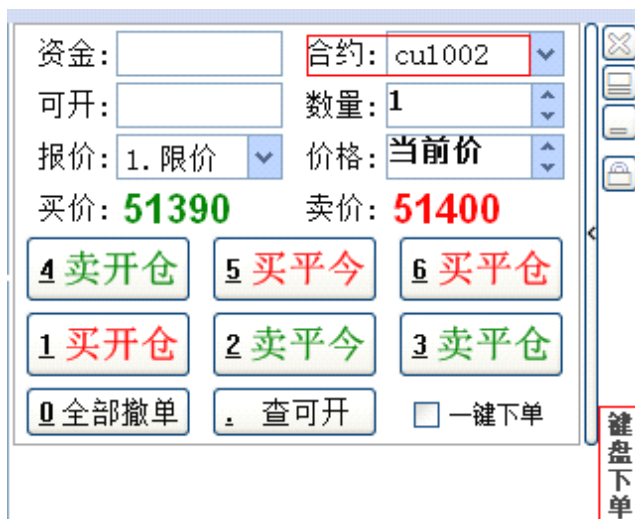 资金: 合约: cu1002
可开: 数量: 1
报价: 1. 限价 价格: 当前价
买价: 51390 卖价: 51400
4 卖开仓 5 买平今 6 买平仓
1 买开仓 2 卖平今 3 卖平仓
0 全部撤单 . 查可开 一键下单
键盘下单